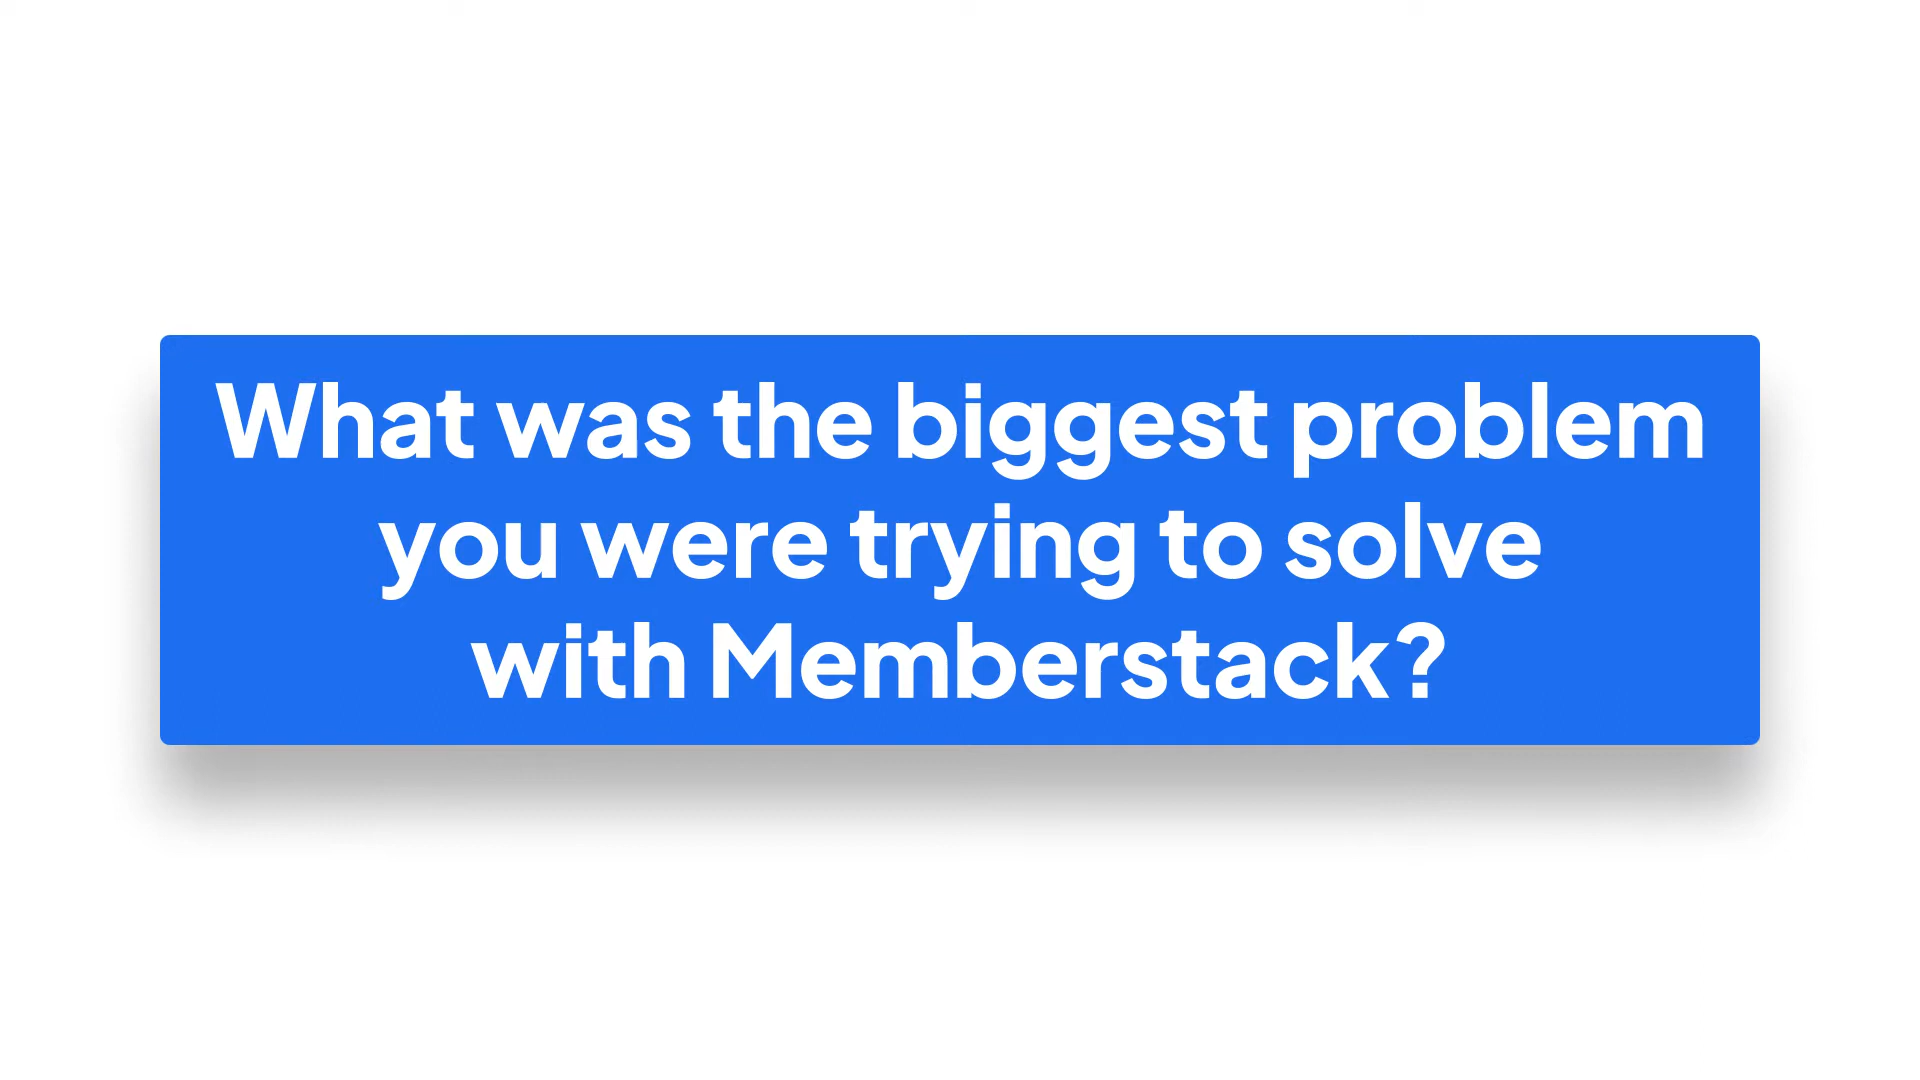 What was the biggest problem
you were trying to solve
with Memberstack?